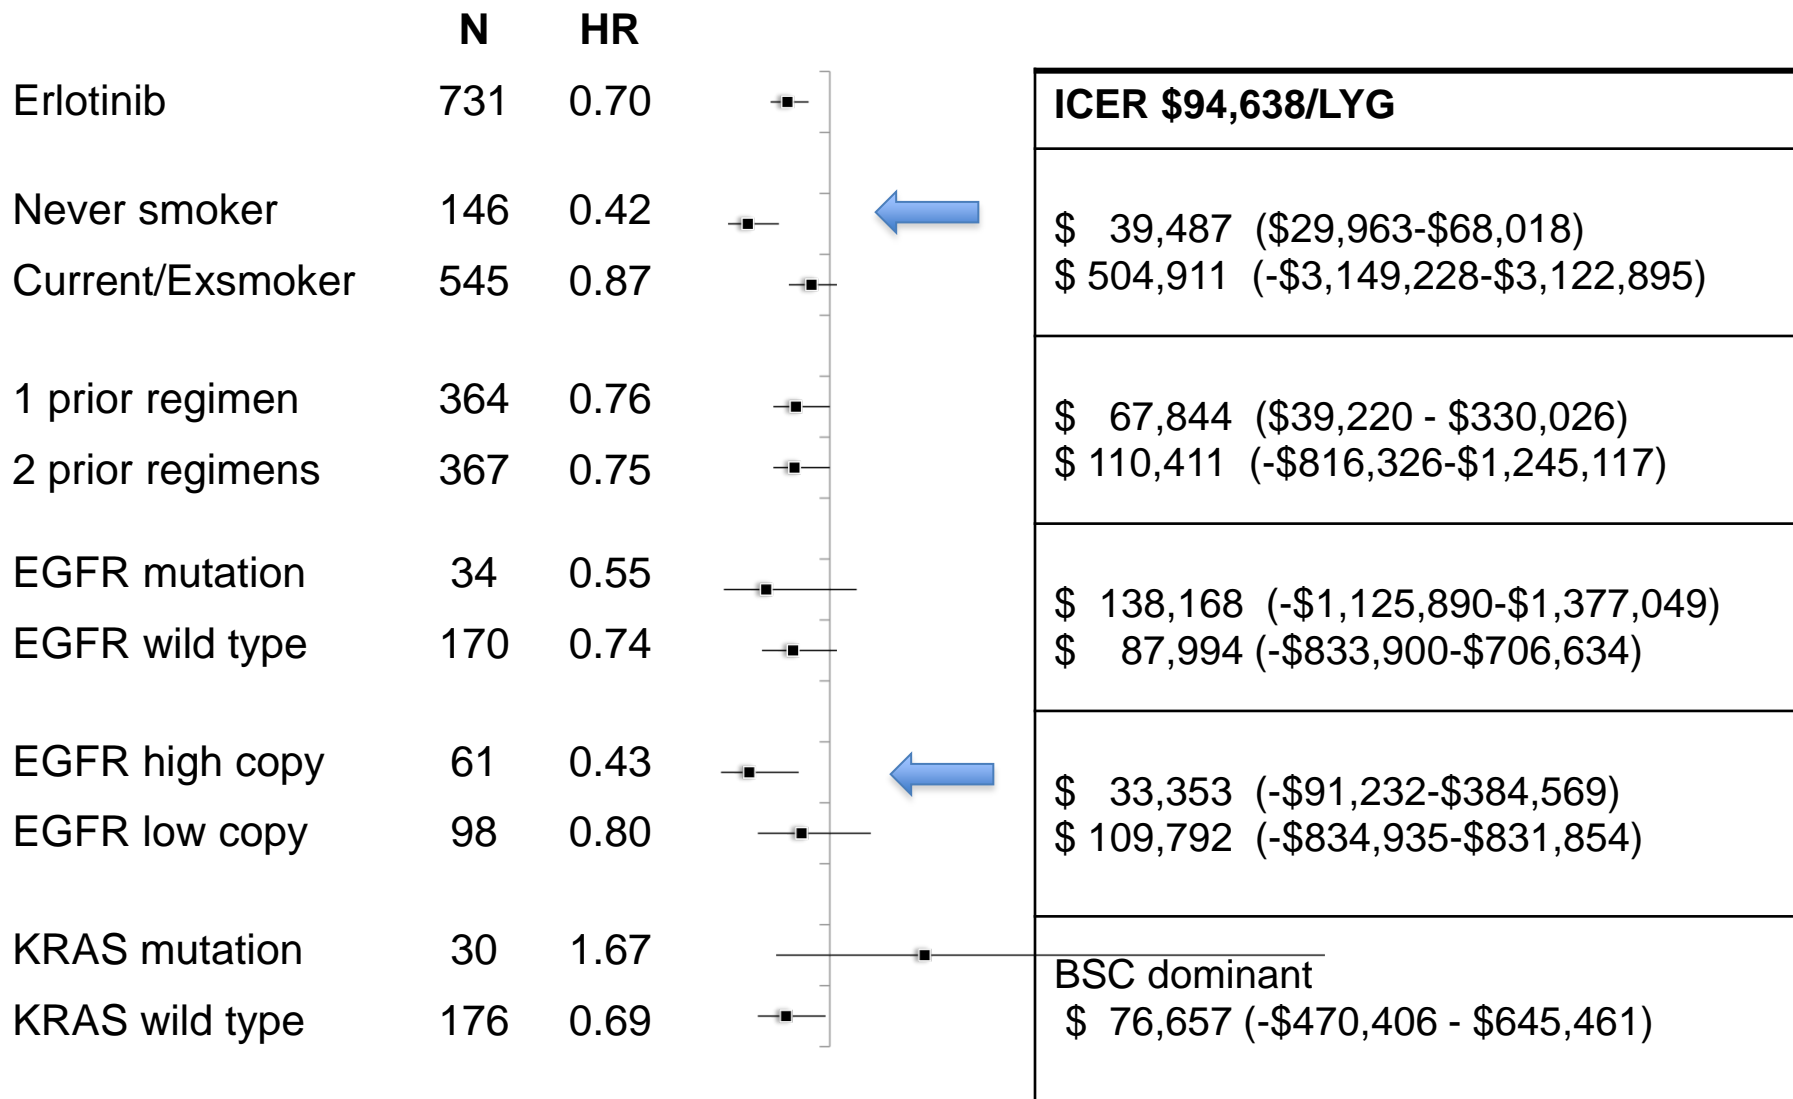 N HR
Erlotinib 731 0.70 ICER $94,638/LYG
Never smoker 146 0.42 $ 39,487 ($29,963-$68,018)
Current/Exsmoker 545 0.87 $ 504,911 (-$3,149,228-$3,122,895)
1 prior regimen 364 0.76 $ 67,844 ($39,220 - $330,026)
2 prior regimens 367 0.75 $ 110,411 (-$816,326-$1,245,117)
EGFR mutation 34 0.55 $ 138,168 (-$1,125,890-$1,377,049)
EGFR wild type 170 0.74 $ 87,994 (-$833,900-$706,634)
EGFR high copy 61 0.43 $ 33,353 (-$91,232-$384,569)
EGFR low copy 98 0.80 $ 109,792 (-$834,935-$831,854)
KRAS mutation 30 1.67 BSC dominant
KRAS wild type 176 0.69 $ 76,657 (-$470,406 - $645,461)